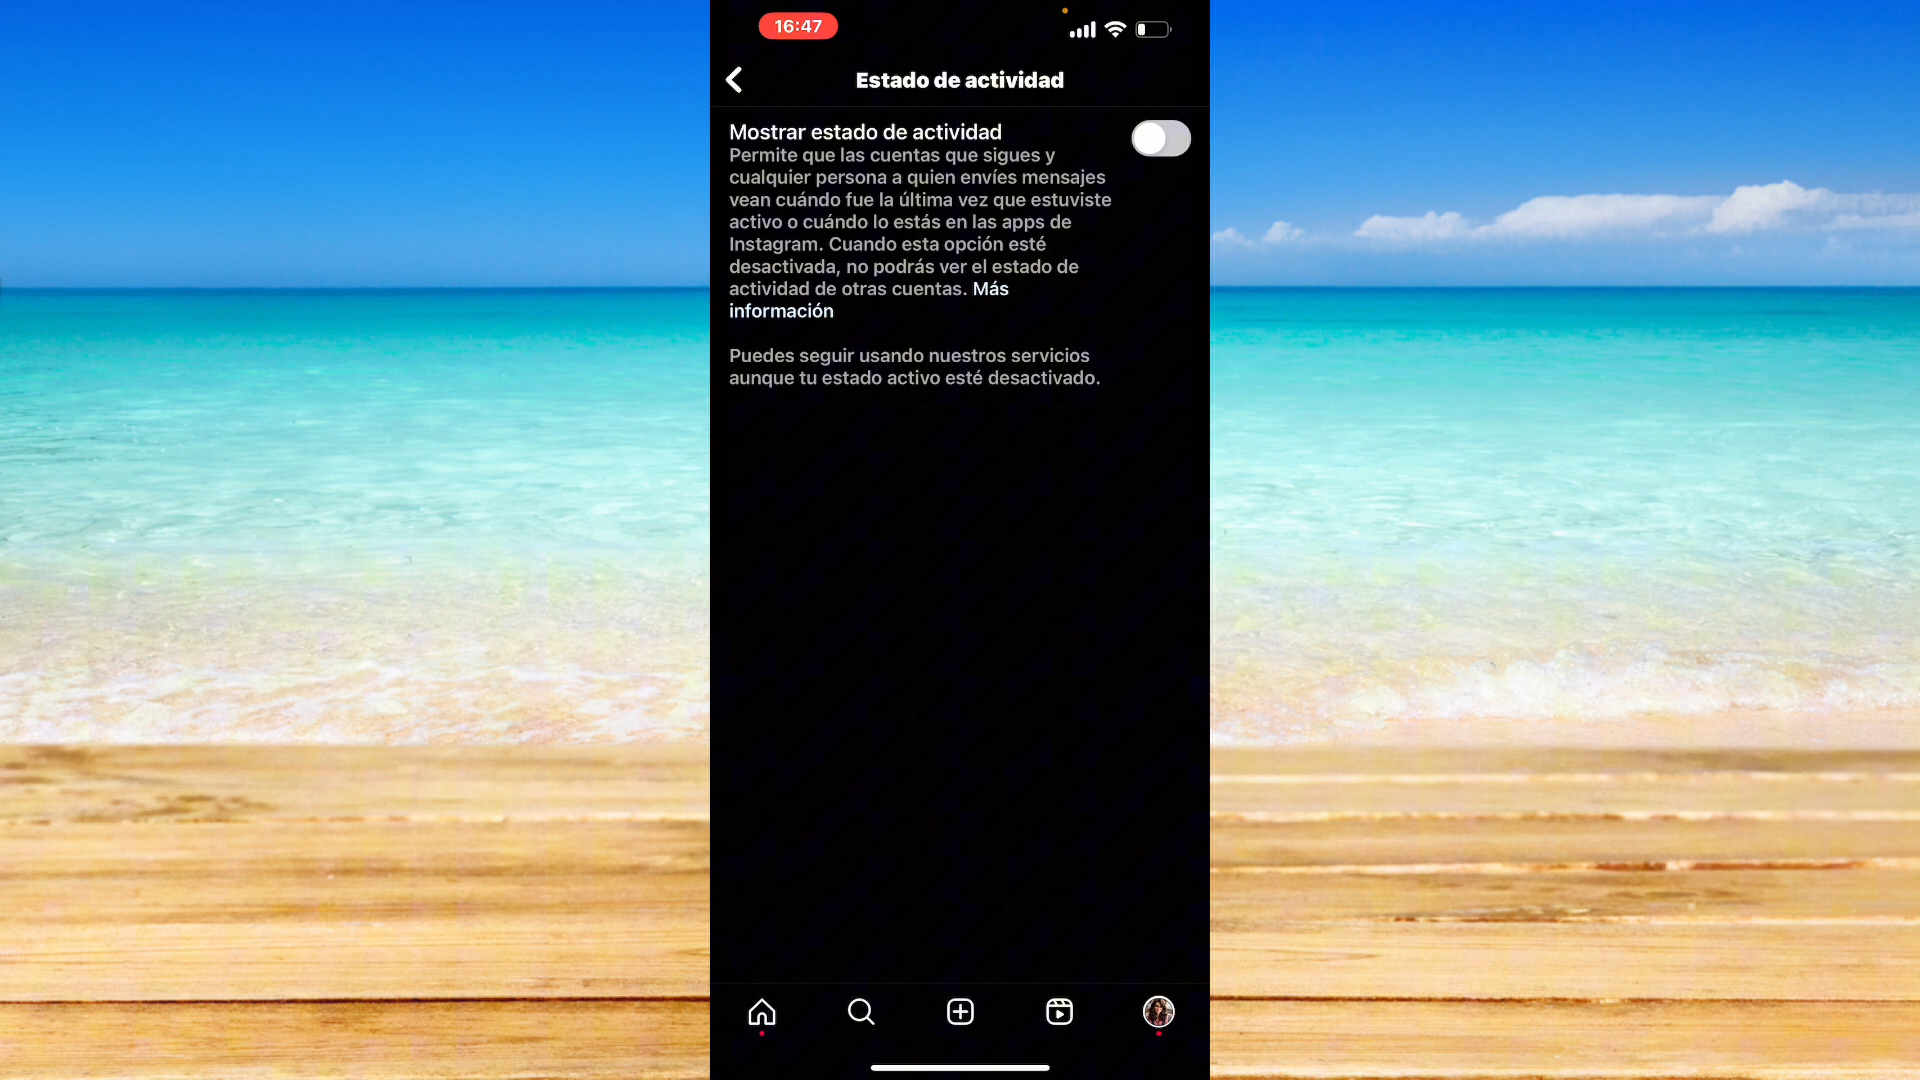 16:47
Estado de actividad
Mostrar estado de actividad
Permite que las cuentas que sigues y
cualquier persona a quien envíes mensajes
vean cuándo fue la última vez que estuviste
activo o cuándo lo estás en las apps de
Instagram. Cuando esta opción esté
desactivada, no podrás ver el estado de
actividad de otras cuentas. Más
información
Puedes seguir usando nuestros servicios
aunque tu estado activo esté desactivado.